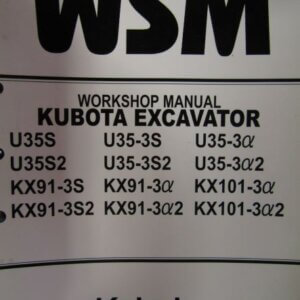 WSM
WORKSHOP MANUAL
KUBOTA EXCAVATOR
U35S U35-3S U35-3α
U35S2 U35-3S2 U35-3α2
KX91-3S KX91-3α KX101-3α
KX91-3S2 KX91-3α2 KX101-3α2